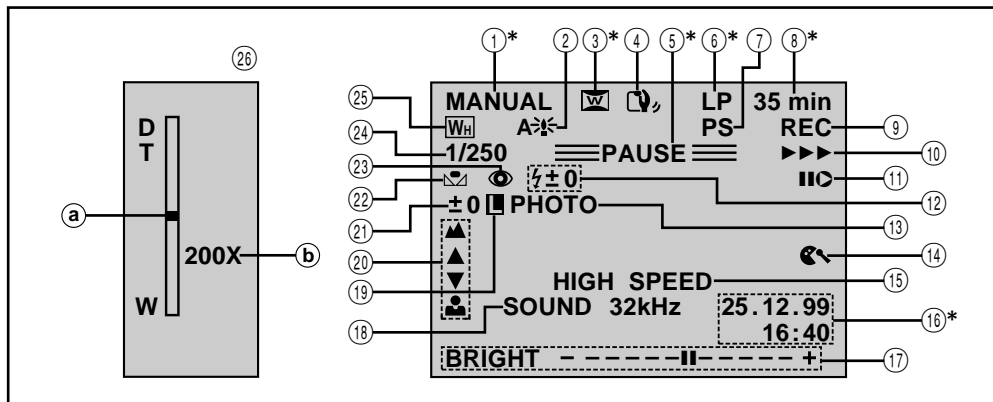 ①* ② ③* ④ ⑤* ⑥* ⑦ ⑧*
㉖
D
T
ⓐ
200X ⓑ
W
㉕ MANUAL W LP 35 min
WH A PS REC ⑨
㉔ 1/250 PAUSE ►►► ⑩
㉓ ⑪
㉒ ±0 ⑫
㉑ ±0 L PHOTO ⑬
⑳ ▲ ⑭
▼
⑲ HIGH SPEED ⑮
⑱ SOUND 32kHz 25.12.99
16:40 ⑯*
BRIGHT – – – – – – – – II – – – – – + ⑰